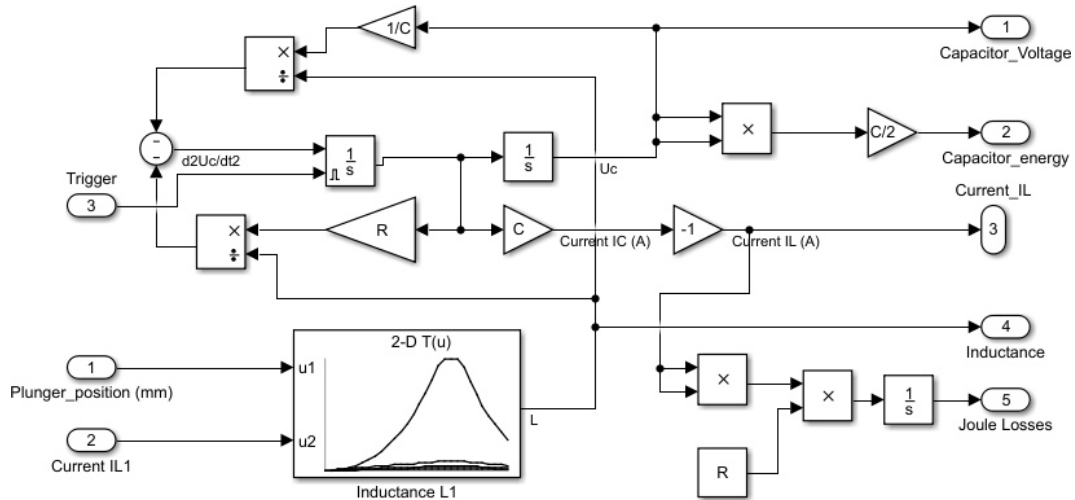 1/C
1
Capacitor_Voltage
×
÷
×
C/2
2
Capacitor_energy
-
-
d2Uc/dt2
1
s
1
s
Uc
Trigger
3
Current_IL
3
×
÷
R
C
Current IC (A)
-1
Current IL (A)
2-D T(u)
4
Inductance
1
Plunger_position (mm)
u1
u2
L
2
Current IL1
Inductance L1
×
×
1
s
5
Joule Losses
R